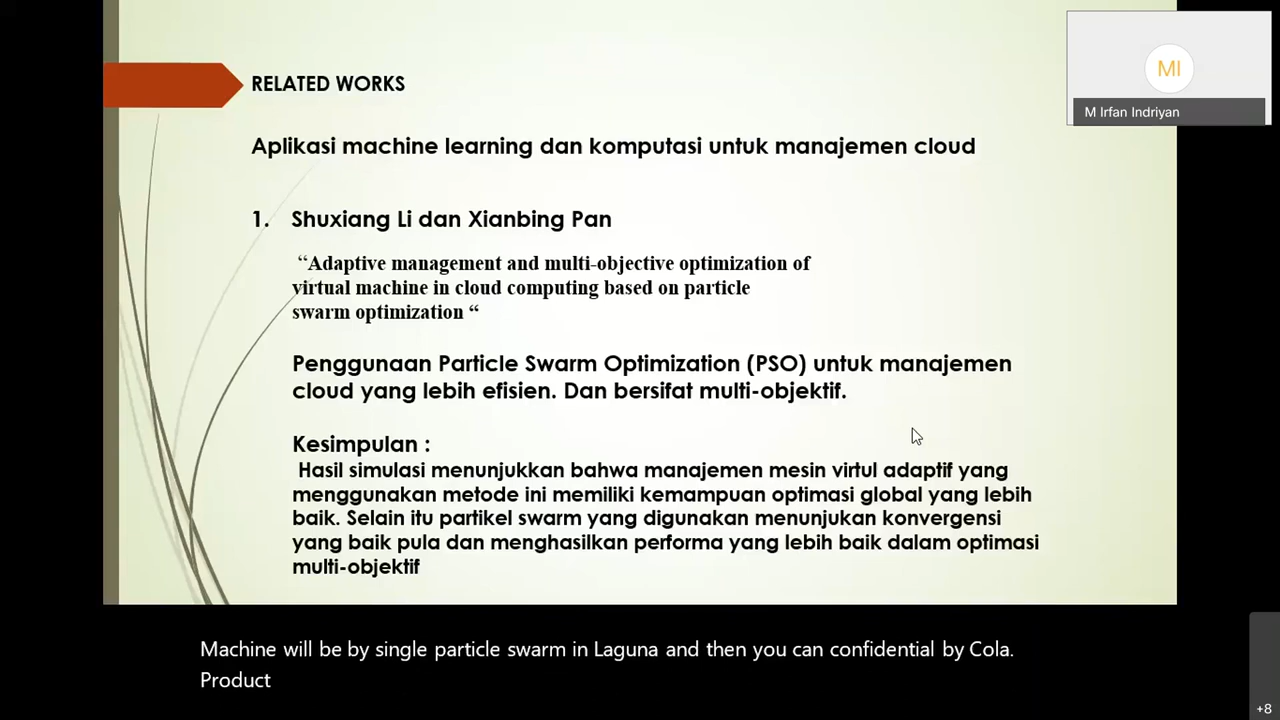 RELATED WORKS
Aplikasi machine learning dan komputasi untuk manajemen cloud
1. Shuxiang Li dan Xianbing Pan
“Adaptive management and multi-objective optimization of
virtual machine in cloud computing based on particle
swarm optimization “
Penggunaan Particle Swarm Optimization (PSO) untuk manajemen
cloud yang lebih efisien. Dan bersifat multi-objektif.
Kesimpulan :
Hasil simulasi menunjukkan bahwa manajemen mesin virtul adaptif yang
menggunakan metode ini memiliki kemampuan optimasi global yang lebih
baik. Selain itu partikel swarm yang digunakan menunjukan konvergensi
yang baik pula dan menghasilkan performa yang lebih baik dalam optimasi
multi-objektif
MI
M Irfan Indriyan
Machine will be by single particle swarm in Laguna and then you can confidential by Cola.
Product
+8